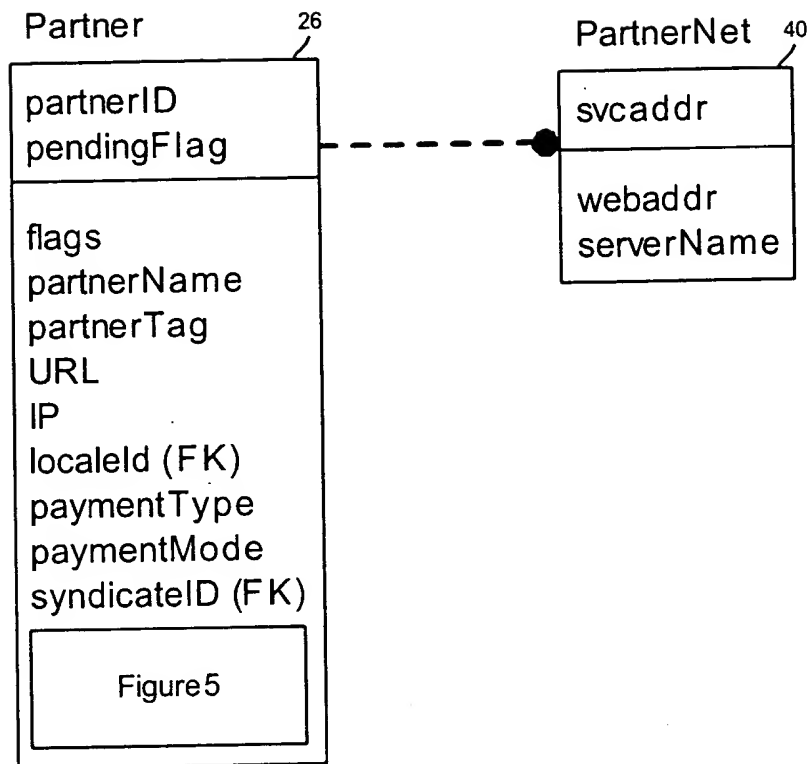 Partner
26
partnerID
pendingFlag
flags
partnerName
partnerTag
URL
IP
localeId (FK)
paymentType
paymentMode
syndicateID (FK)
Figure5
PartnerNet
40
svcaddr
webaddr
serverName